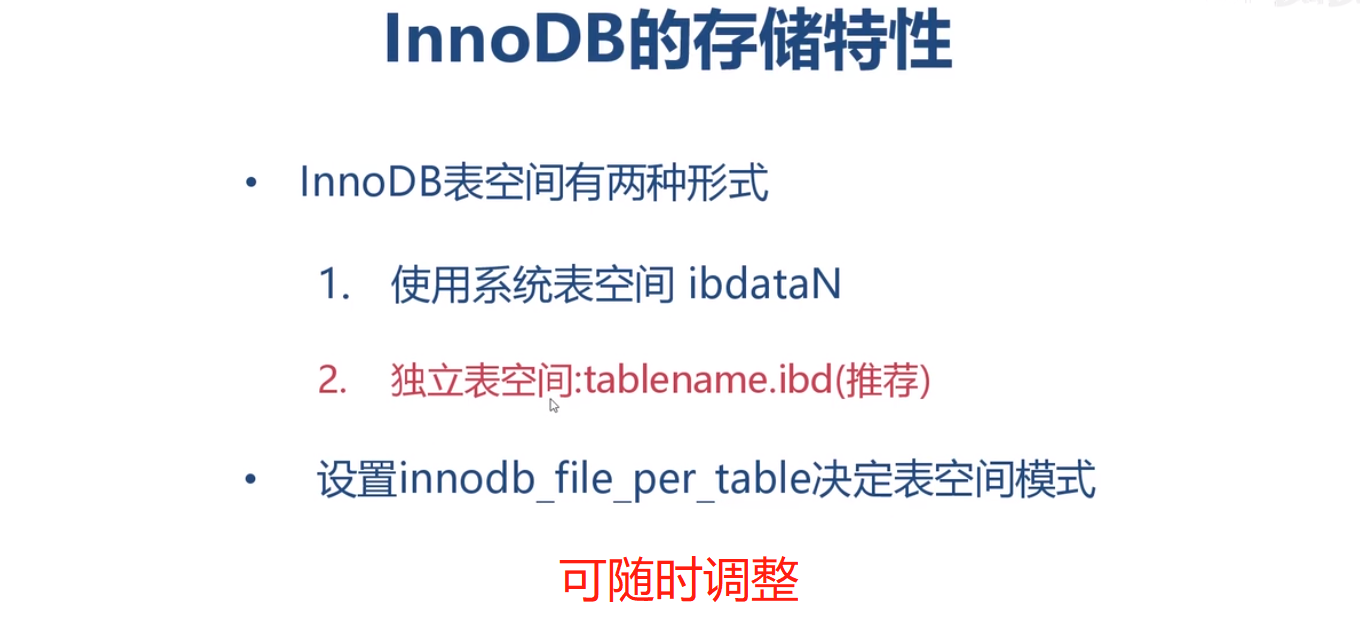 InnoDB的存储特性
• InnoDB表空间有两种形式
1. 使用系统表空间 ibdataN
2. 独立表空间:tablename.ibd(推荐)
• 设置innodb_file_per_table决定表空间模式
可随时调整